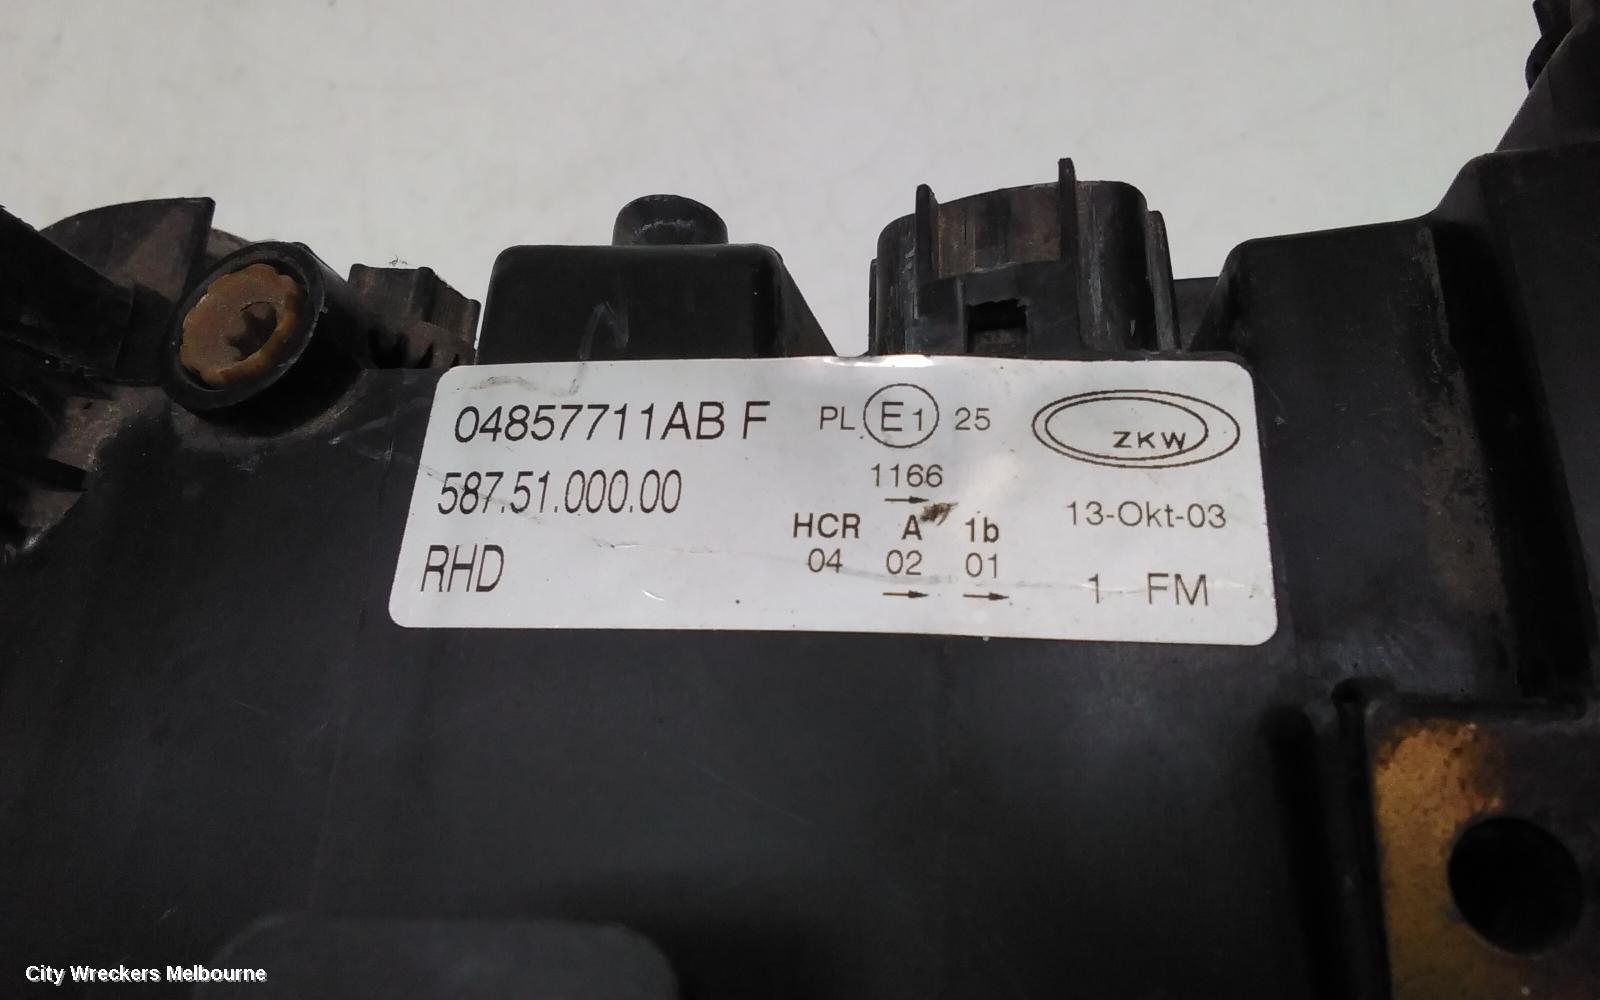 04857711AB F
587.51.000.00
RHD
PL E1 25
1166
HCR A 1b
04 02 01
ZKW
13-Okt-03
1 FM
City Wreckers Melbourne